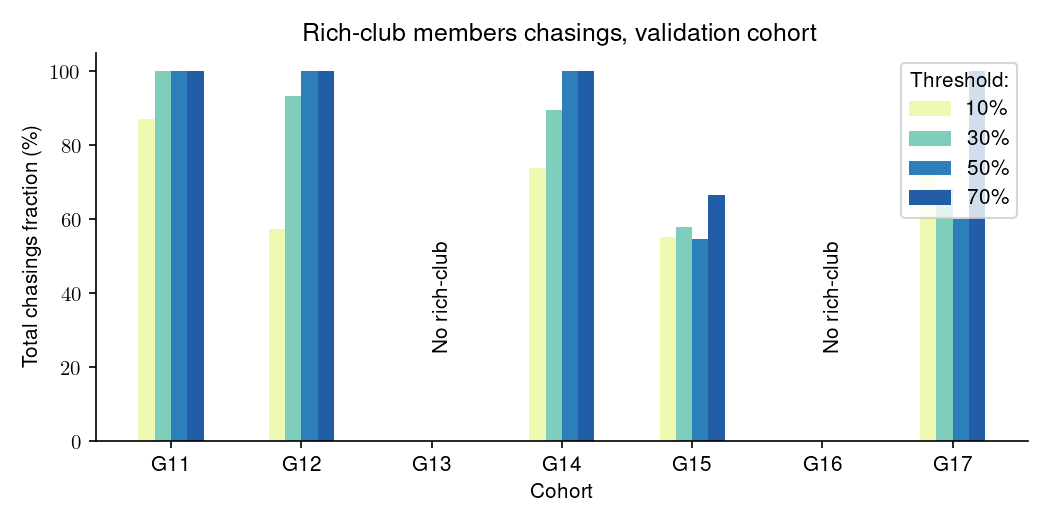 Rich-club members chasings, validation cohort
Total chasings fraction (%)
100
80
60
40
20
0
Threshold:
10%
30%
50%
70%
No rich-club
No rich-club
G11 G12 G13 G14 G15 G16 G17
Cohort